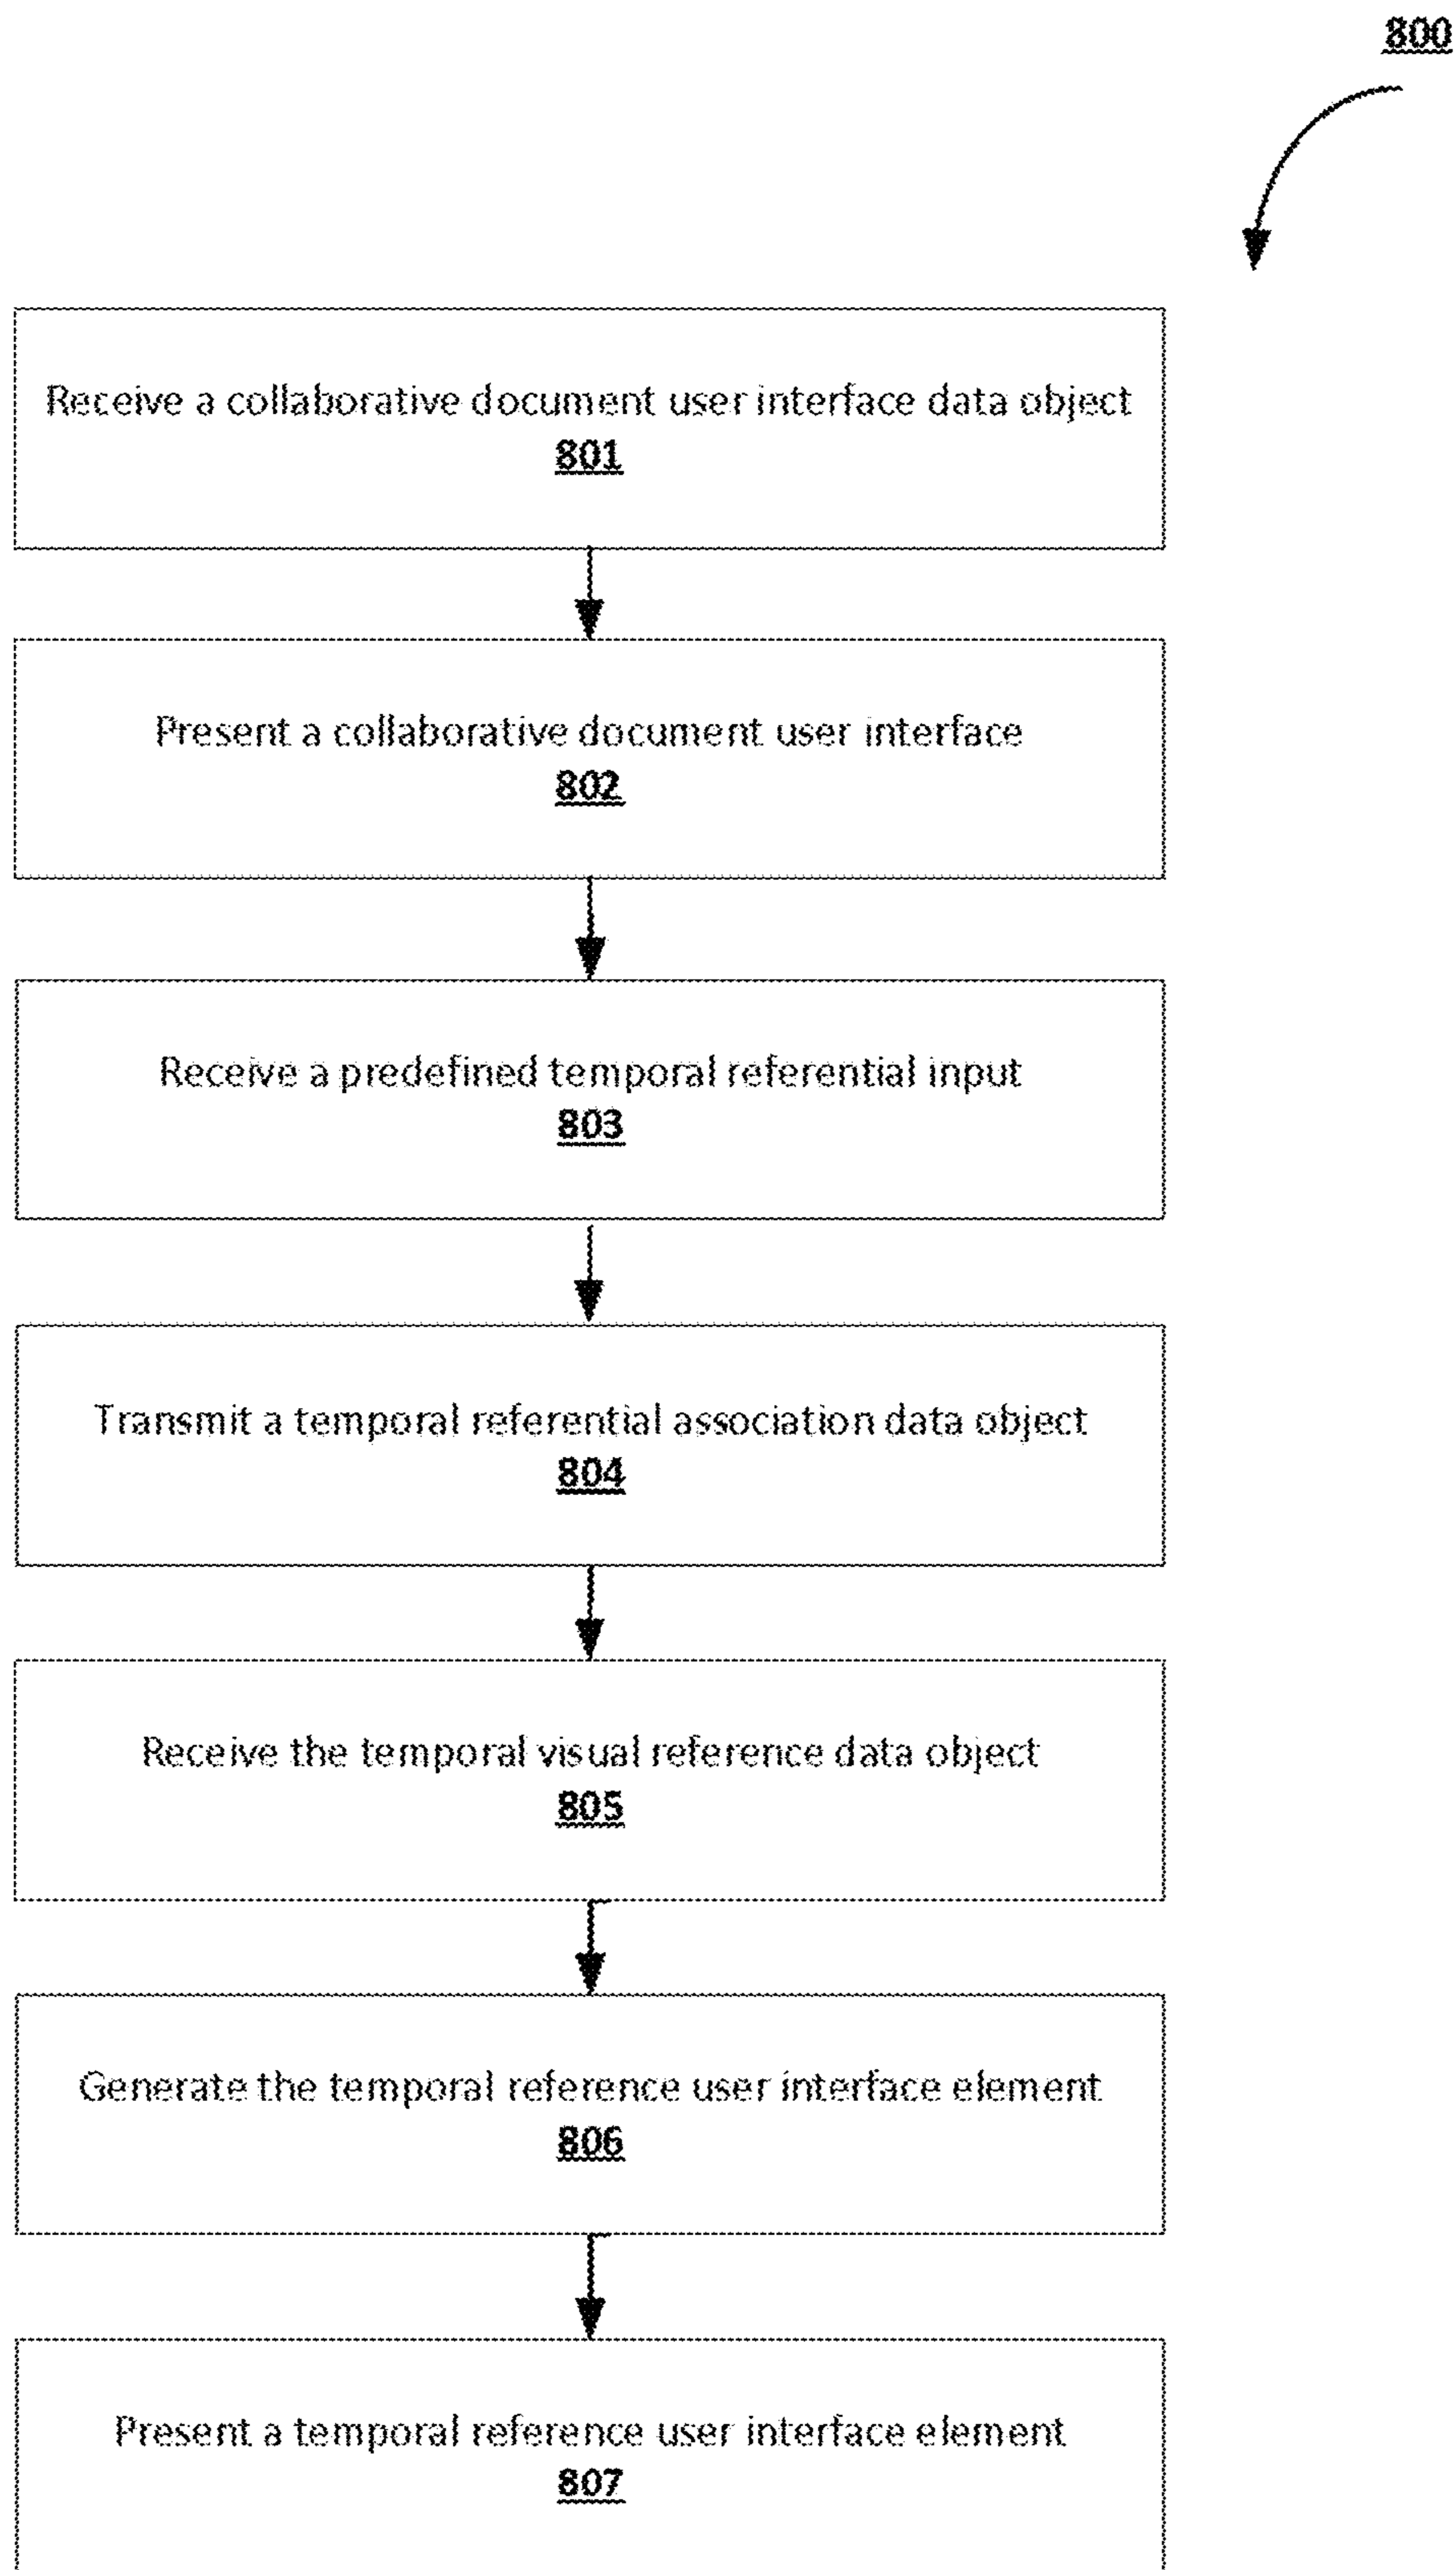 800
Receive a collaborative document user interface data object
801
Present a collaborative document user interface
802
Receive a predefined temporal referential input
803
Transmit a temporal referential association data object
804
Receive the temporal visual reference data object
805
Generate the temporal reference user interface element
806
Present a temporal reference user interface element
807